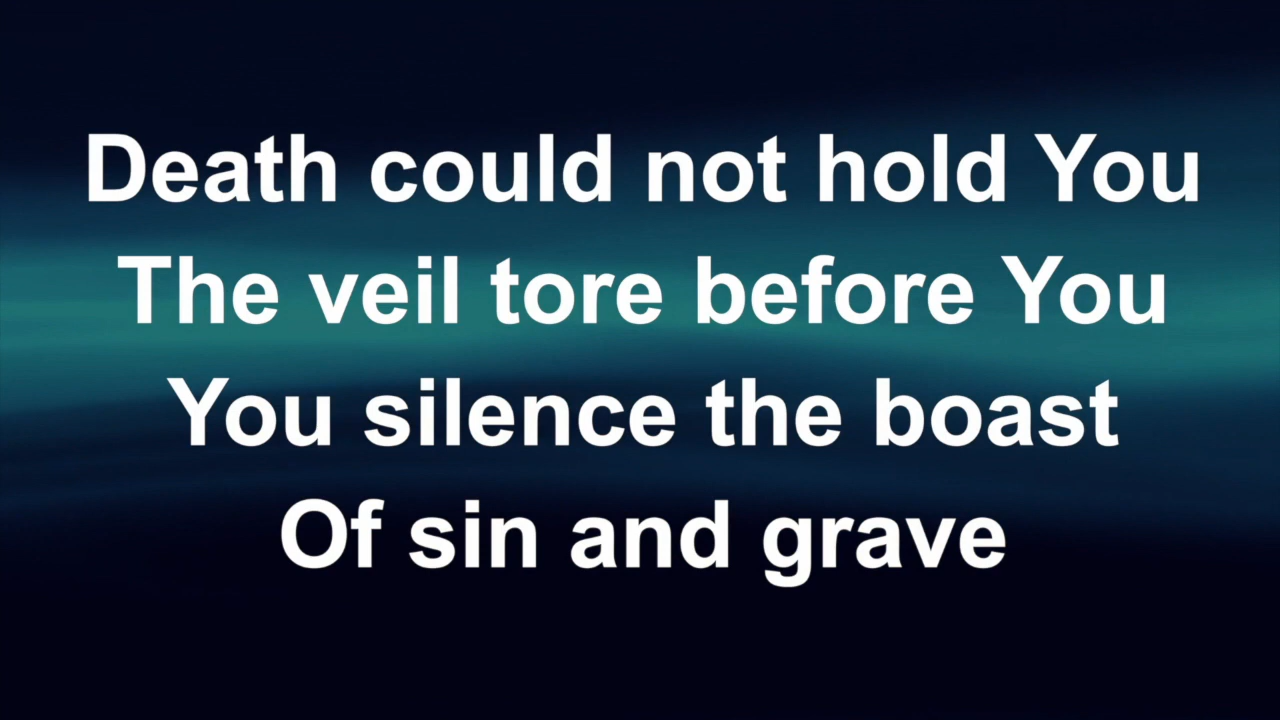 Death could not hold You
The veil tore before You
You silence the boast
Of sin and grave